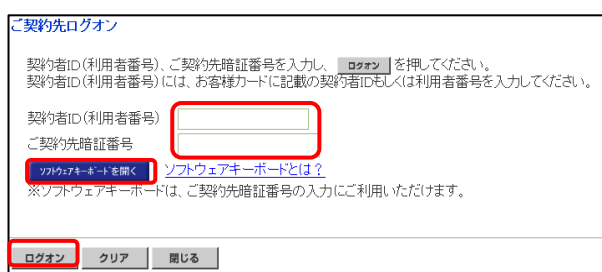 ご契約先ログオン
契約者ID(利用者番号)、ご契約先暗証番号を入力し、 ログオン を押してください。
契約者ID(利用者番号)には、お客様カードに記載の契約者IDもしくは利用者番号を入力してください。
契約者ID(利用者番号)
ご契約先暗証番号
ソフトウェアキーボードを開く ソフトウェアキーボードとは?
※ソフトウェアキーボードは、ご契約先暗証番号の入力にご利用いただけます。
ログオン クリア 閉じる